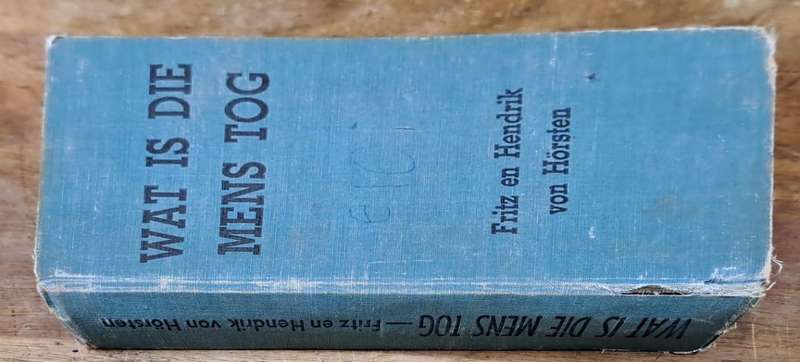 WAT IS DIE
MENS TOG
Fritz en Hendrik
von Hörsten
WAT IS DIE MENS TOG — Fritz en Hendrik von Hörsten